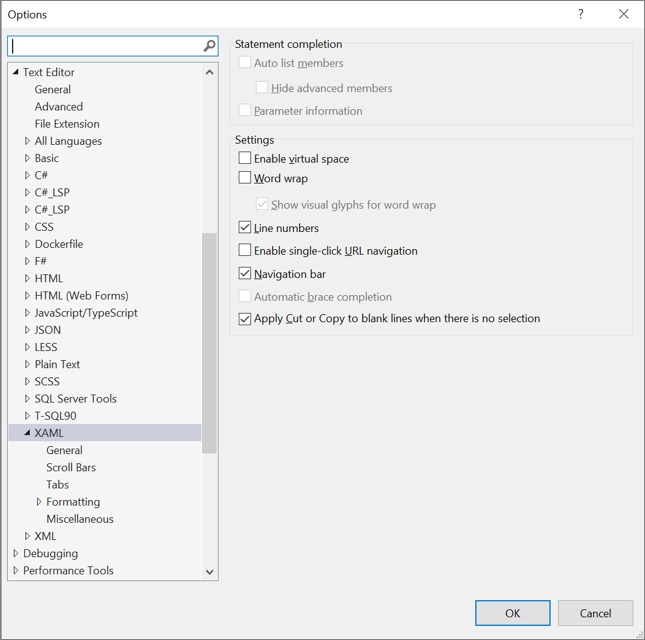 Options
?
Text Editor
General
Advanced
File Extension
All Languages
Basic
C#
C#_LSP
C#_LSP
CSS
Dockerfile
F#
HTML
HTML (Web Forms)
JavaScript/TypeScript
JSON
LESS
Plain Text
SCSS
SQL Server Tools
T-SQL90
XAML
General
Scroll Bars
Tabs
Formatting
Miscellaneous
XML
Debugging
Performance Tools
Statement completion
Auto list members
Hide advanced members
Parameter information
Settings
Enable virtual space
Word wrap
Show visual glyphs for word wrap
Line numbers
Enable single-click URL navigation
Navigation bar
Automatic brace completion
Apply Cut or Copy to blank lines when there is no selection
OK
Cancel